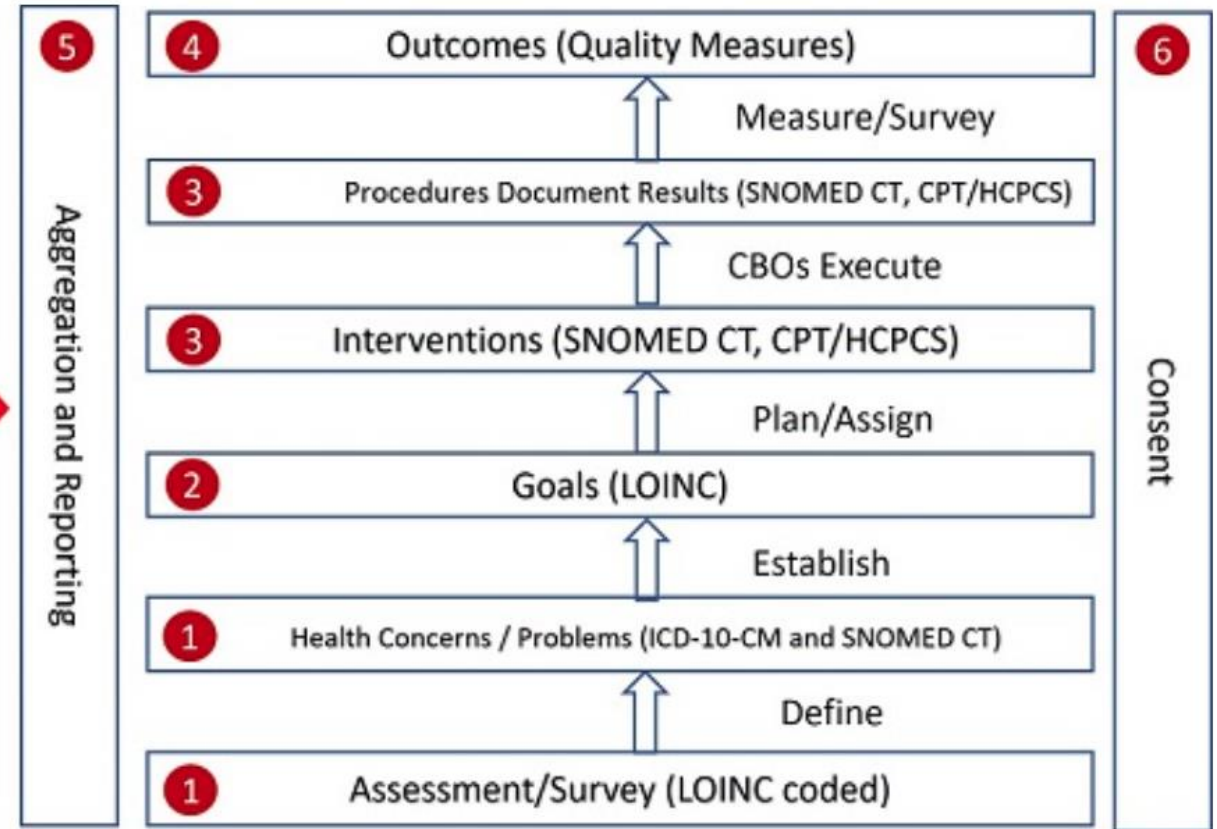 5
Aggregation and Reporting
4
Outcomes (Quality Measures)
Measure/Survey
3
Procedures Document Results (SNOMED CT, CPT/HCPCS)
CBOs Execute
3
Interventions (SNOMED CT, CPT/HCPCS)
Plan/Assign
2
Goals (LOINC)
Establish
1
Health Concerns / Problems (ICD-10-CM and SNOMED CT)
Define
1
Assessment/Survey (LOINC coded)
6
Consent